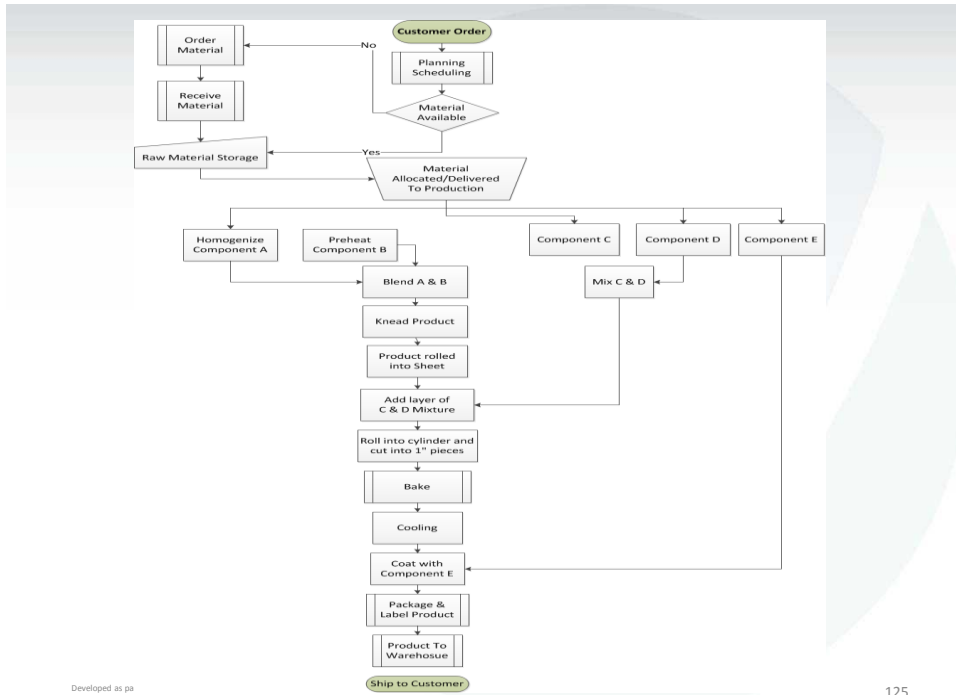 Customer Order
Order
Material
No
Planning
Scheduling
Receive
Material
Material
Available
Yes
Raw Material Storage
Material
Allocated/Delivered
To Production
Homogenize
Component A
Preheat
Component B
Component C
Component D
Component E
Blend A & B
Mix C & D
Knead Product
Product rolled
into Sheet
Add layer of
C & D Mixture
Roll into cylinder and
cut into 1" pieces
Bake
Cooling
Coat with
Component E
Package &
Label Product
Product To
Warehosue
Ship to Customer
Developed as pa
125